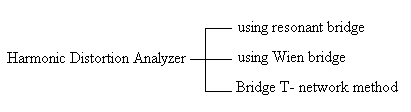 using resonant bridge
Harmonic Distortion Analyzer
using Wien bridge
Bridge T- network method